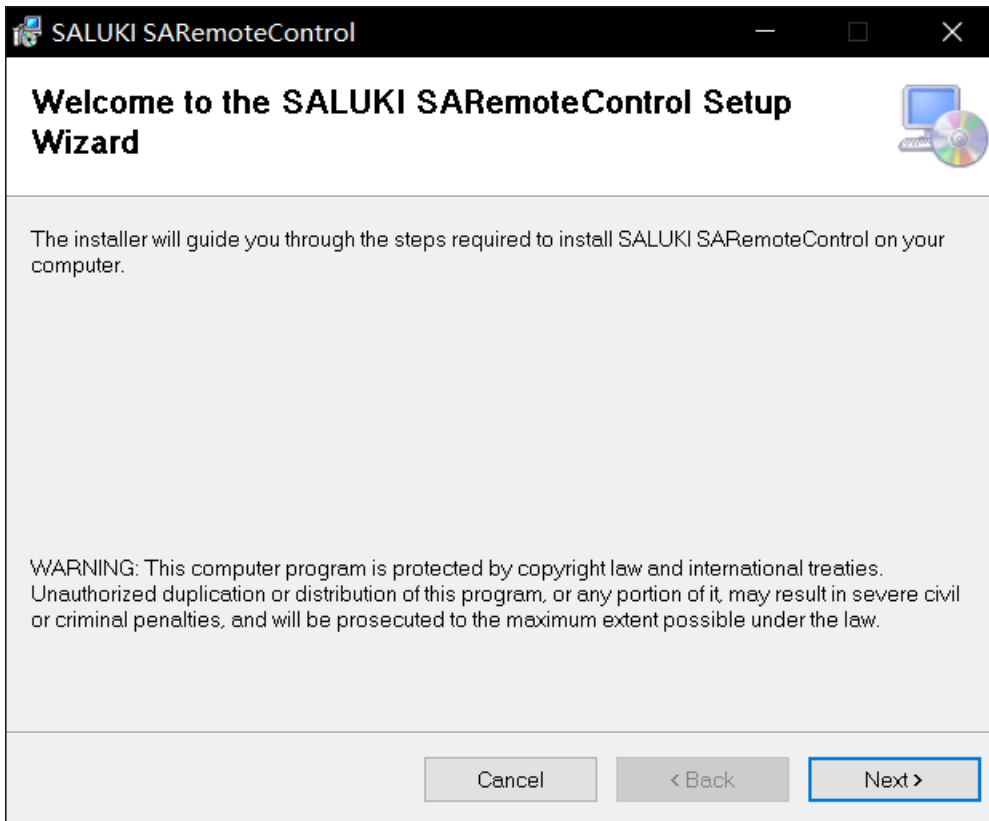 SALUKI SARemoteControl
Welcome to the SALUKI SARemoteControl Setup
Wizard
The installer will guide you through the steps required to install SALUKI SARemoteControl on your
computer.
WARNING: This computer program is protected by copyright law and international treaties.
Unauthorized duplication or distribution of this program, or any portion of it, may result in severe civil
or criminal penalties, and will be prosecuted to the maximum extent possible under the law.
Cancel
< Back
Next >